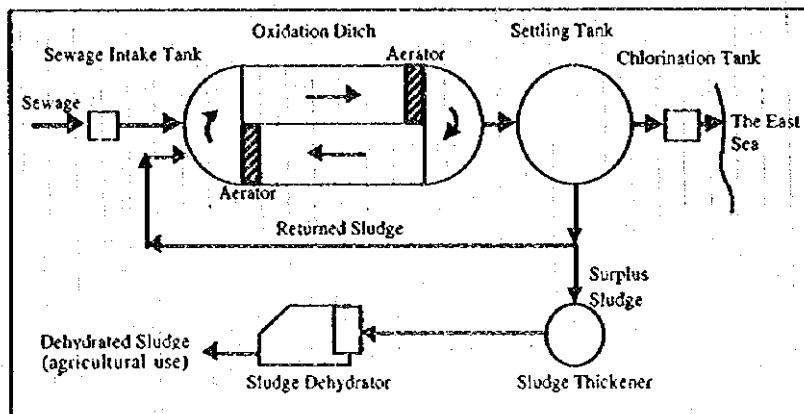 Oxidation Ditch
Settling Tank
Sewage Intake Tank
Aerator
Chlorination Tank
Sewage
The East
Sea
Aerator
Returned Sludge
Surplus
Sludge
Dehydrated Sludge
(agricultural use)
Sludge Dehydrator
Sludge Thickener